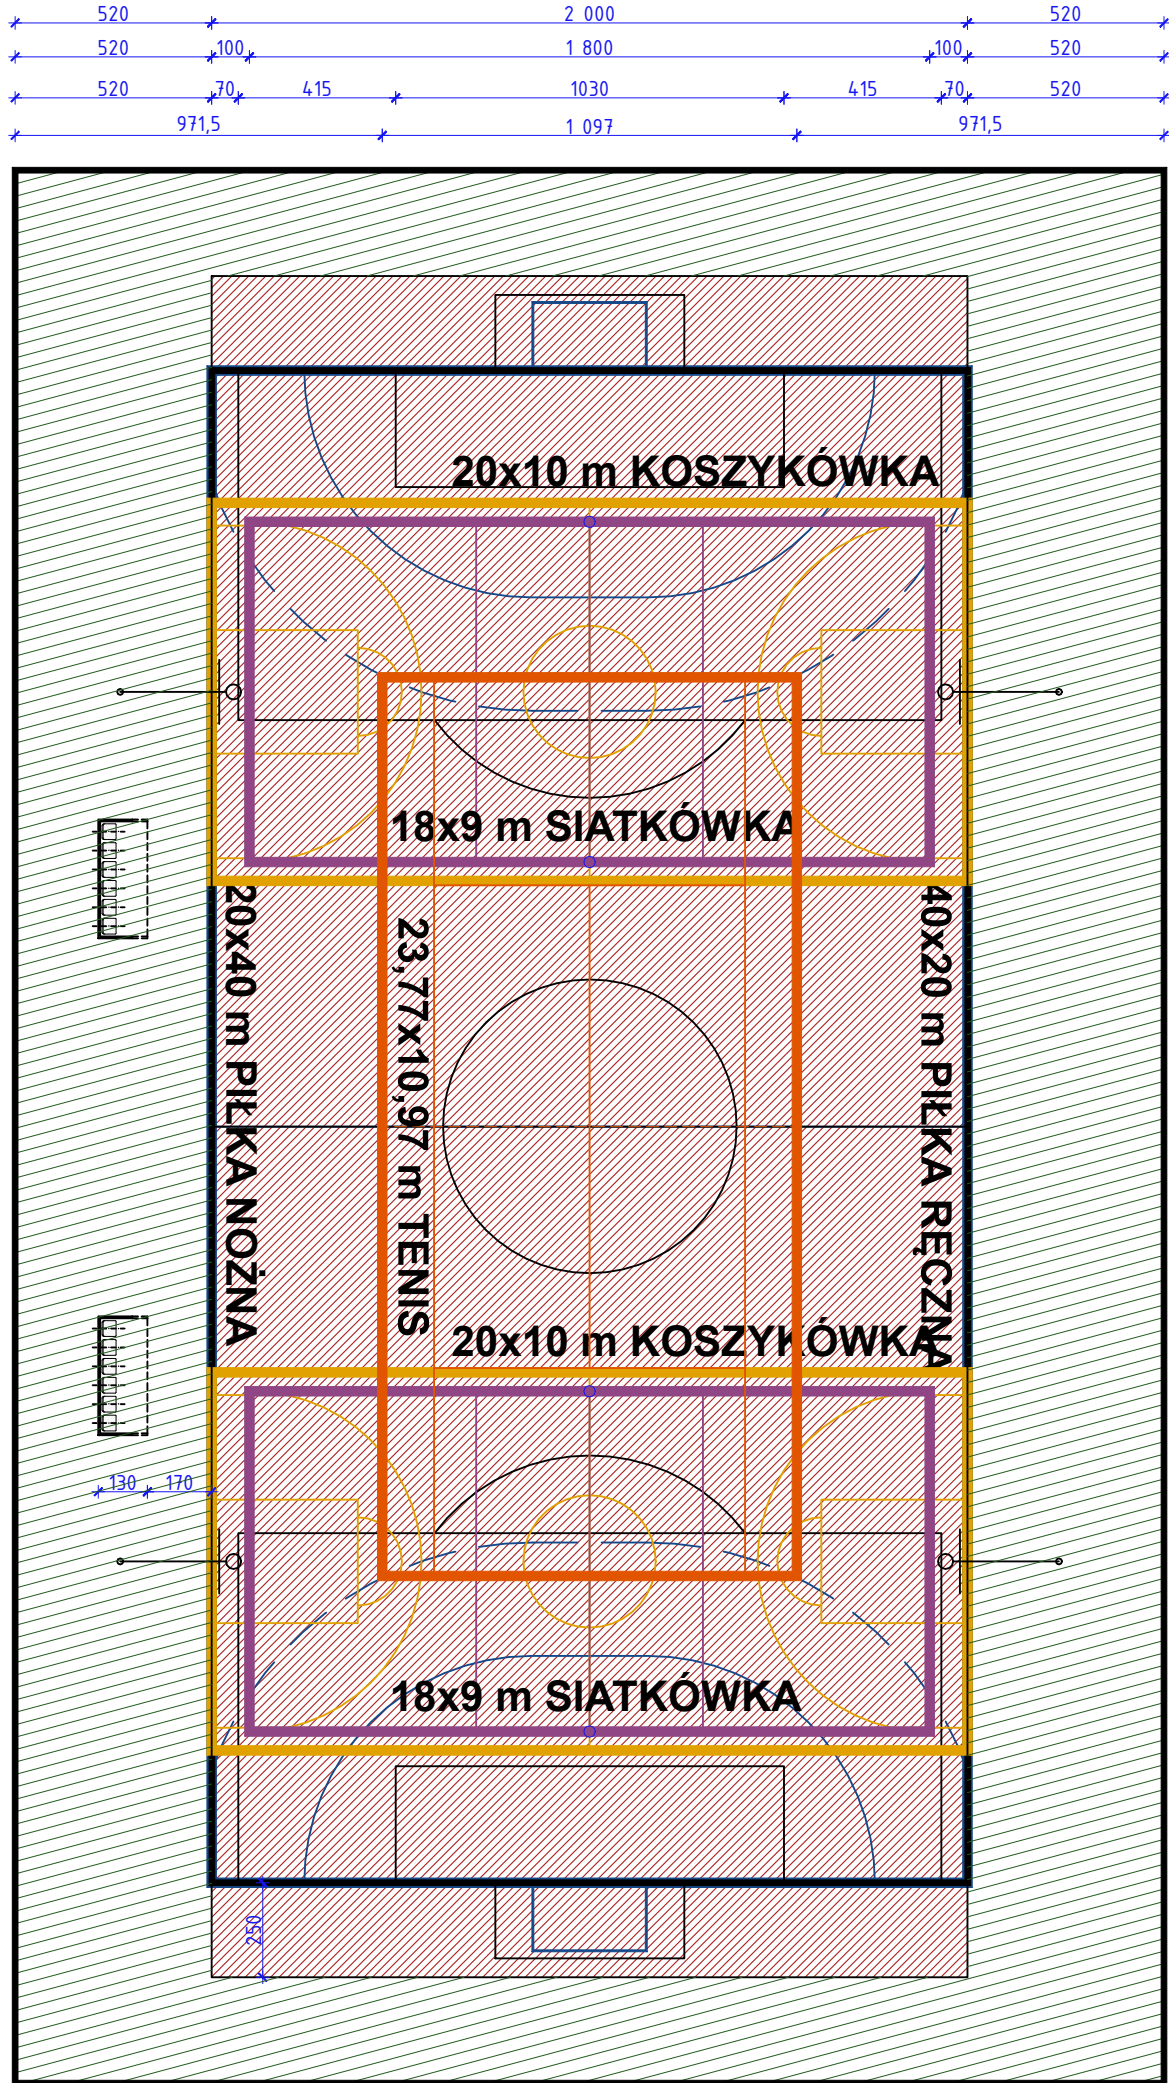 520 2 000 520
520 100 1 800 100 520
520 70 415 1030 415 70 520
971,5 1 097 971,5
20x10 m KOSZYKÓWKA
18x9 m SIATKÓWKA
20x40 m PIŁKA NOŻNA
23,77x10,97 m TENIS
40x20 m PIŁKA RĘCZNA
20x10 m KOSZYKÓWKA
130 170
18x9 m SIATKÓWKA
250